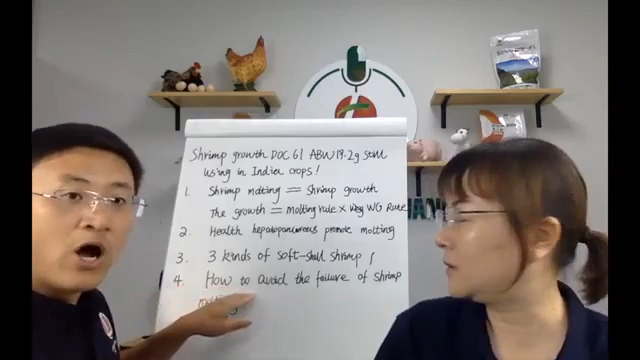 Shrimp growth DOC 61 ABW 19.2g still
using in Indian crops!
1. Shrimp molting = Shrimp growth
The growth = molting rate × WG Rate
2. Health hepatopancreas promote molting
3. 3 kinds of soft-shell shrimp
4. How to avoid the failure of shrimp